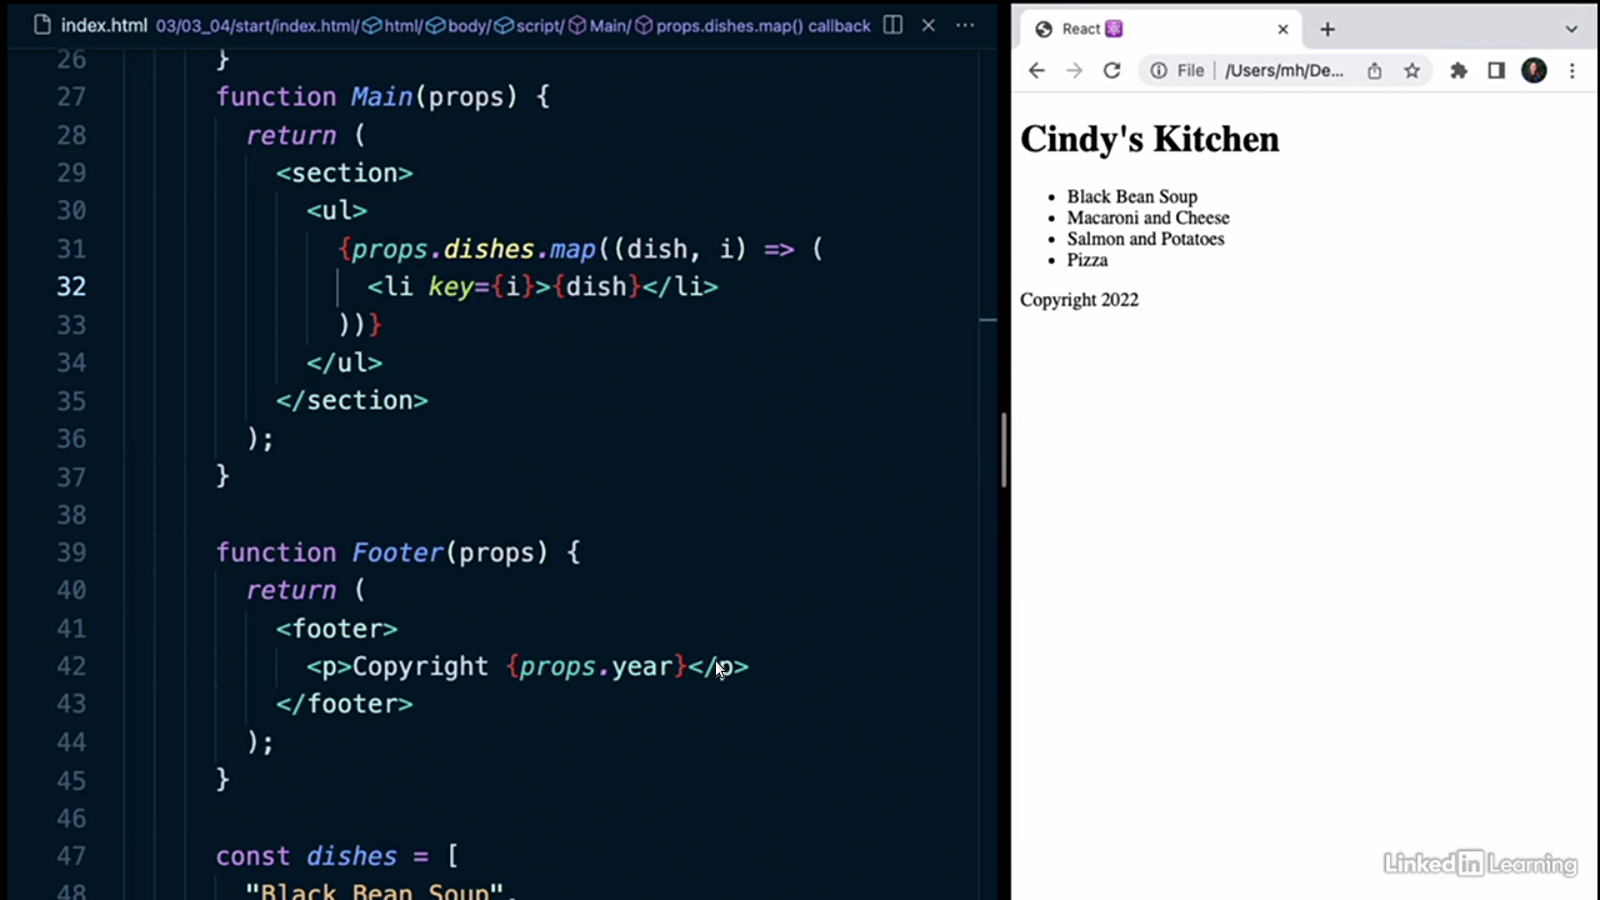 index.html 03/03_04/start/index.html/ html/ body/ script/ Main/ props.dishes.map() callback
26 }
27 function Main(props) {
28 return (
29 <section>
30 <ul>
31 {props.dishes.map((dish, i) => (
32 <li key={i}>{dish}</li>
33 ))}
34 </ul>
35 </section>
36 );
37 }
38
39 function Footer(props) {
40 return (
41 <footer>
42 <p>Copyright {props.year}</p>
43 </footer>
44 );
45 }
46
47 const dishes = [
48 "Black Bean Soup",
React
File /Users/mh/De...
Cindy's Kitchen
• Black Bean Soup
• Macaroni and Cheese
• Salmon and Potatoes
• Pizza
Copyright 2022
LinkedIn Learning